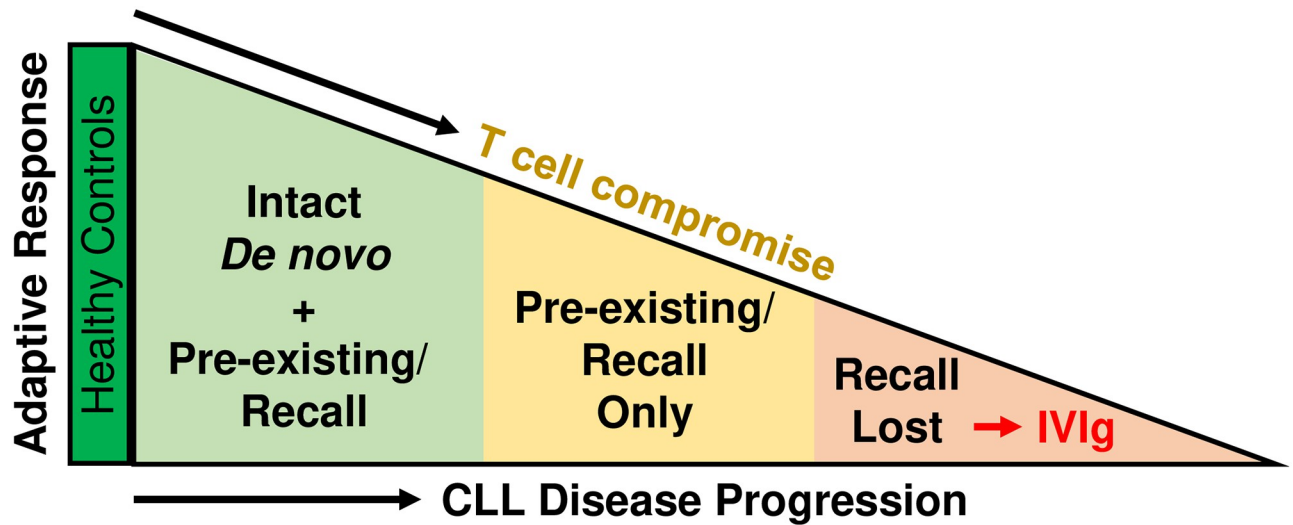 Adaptive Response
Healthy Controls
Intact
De novo
+
Pre-existing/
Recall
T cell compromise
Pre-existing/
Recall
Only
Recall
Lost
IVIg
CLL Disease Progression